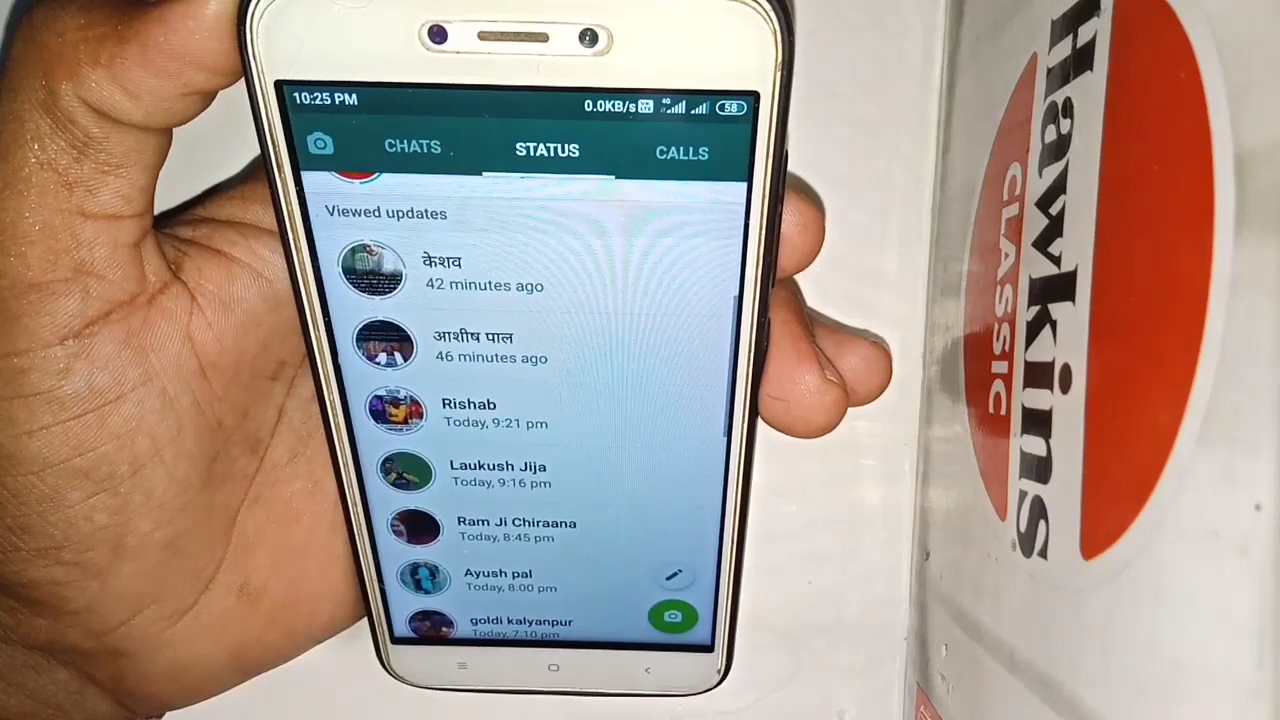 10:25 PM
0.0KB/s
4G
58
CHATS
STATUS
CALLS
Viewed updates
केशव
42 minutes ago
आशीष पाल
46 minutes ago
Rishab
Today, 9:21 pm
Laukush Jija
Today, 9:16 pm
Ram Ji Chiraana
Today, 8:45 pm
Ayush pal
Today, 8:00 pm
goldi kalyanpur
Today, 7:10 pm
Hawkins®
CLASSIC